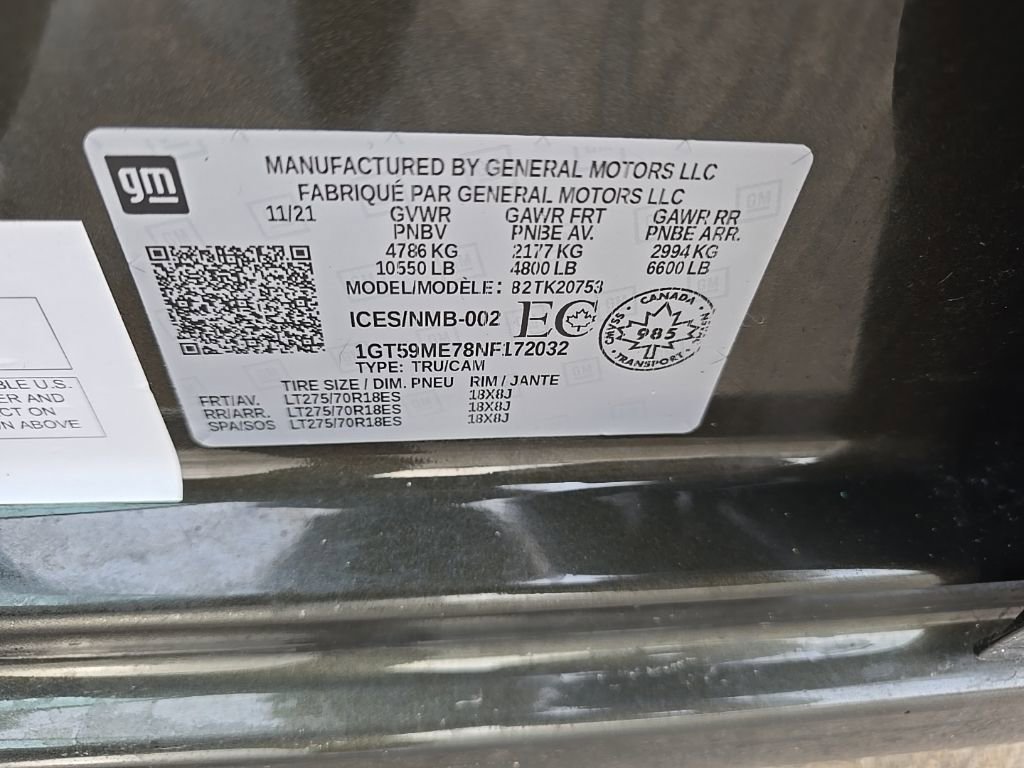 gm
MANUFACTURED BY GENERAL MOTORS LLC
FABRIQUÉ PAR GENERAL MOTORS LLC
11/21 GVWR GAWR FRT GAWR RR
PNBV PNBE AV. PNBE ARR.
4786 KG 2177 KG 2994 KG
10550 LB 4800 LB 6600 LB
MODEL/MODÈLE: 82TK20753
ICES/NMB-002 EC
CANADA
985
TRANSPORT
1GT59ME78NF172032
TYPE: TRU/CAM
TIRE SIZE / DIM. PNEU RIM / JANTE
FRT/AV. LT275/70R18ES 18X8J
RR/ARR. LT275/70R18ES 18X8J
SPA/SOS LT275/70R18ES 18X8J
BLE U.S.
ER AND
CT ON
N ABOVE